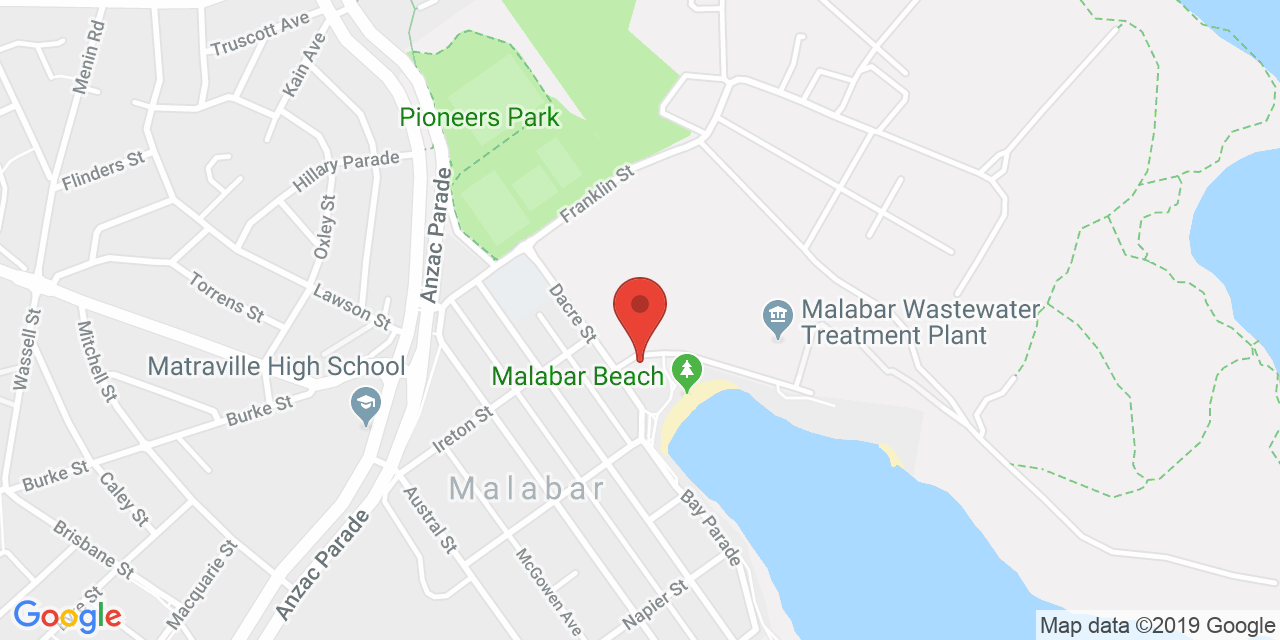 Menin Rd
Truscott Ave
Kain Ave
Pioneers Park
Flinders St
Hillary Parade
Franklin St
Oxley St
Anzac Parade
Torrens St
Lawson St
Dacre St
Malabar Wastewater
Treatment Plant
Wassell St
Mitchell St
Matraville High School
Malabar Beach
Burke St
Ireton St
Burke St
Malabar
Caley St
Austral St
Bay Parade
Brisbane St
Macquarie St
Anzac Parade
McGowen Ave
Napier St
St
Google
Map data ©2019 Google